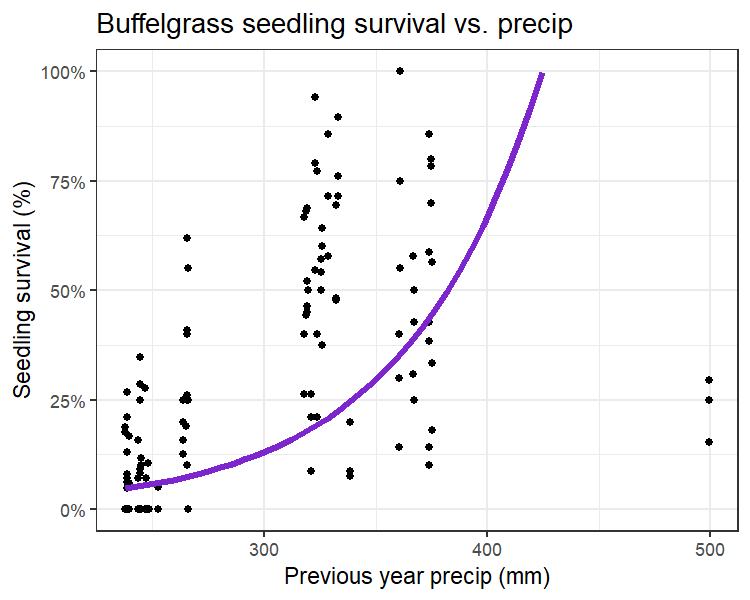 Buffelgrass seedling survival vs. precip
100%
75%
50%
25%
0%
Seedling survival (%)
300 400 500
Previous year precip (mm)